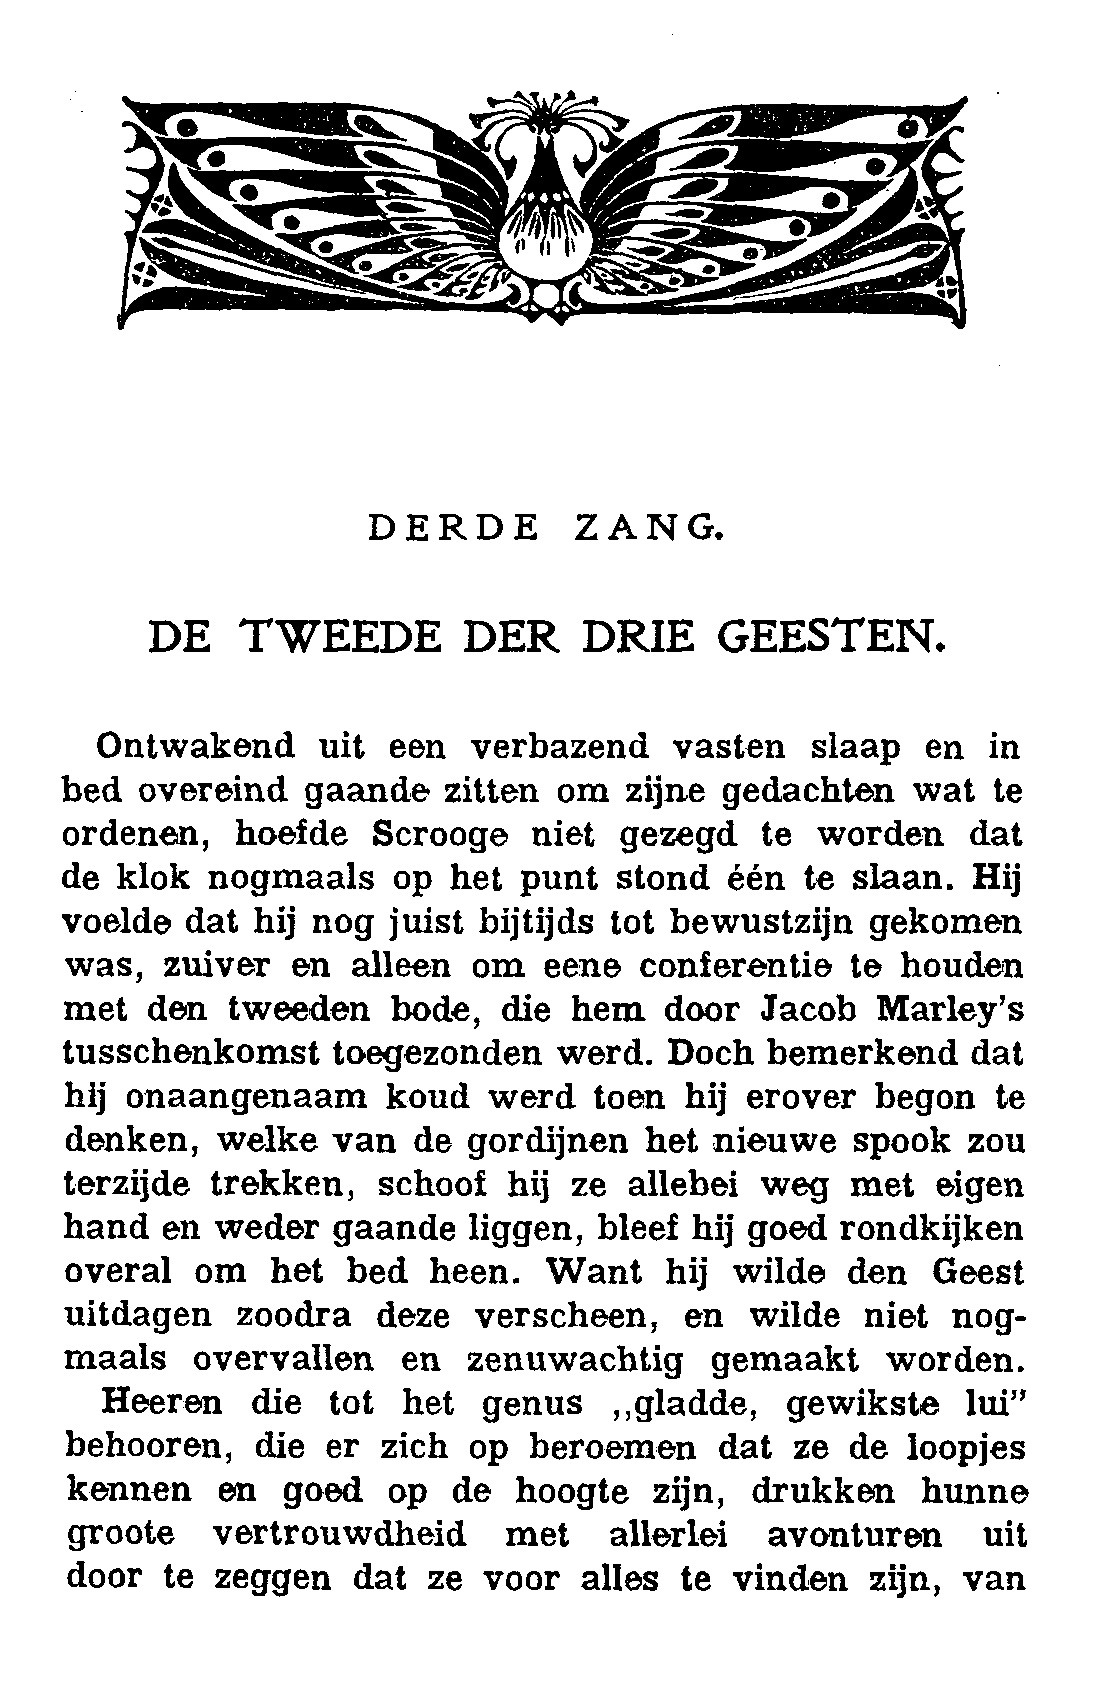 DERDE ZANG.
DE TWEEDE DER DRIE GEESTEN.
Ontwakend uit een verbazend vasten slaap en in
bed overeind gaande zitten om zijne gedachten wat te
ordenen, hoefde Scrooge niet gezegd te worden dat
de klok nogmaals op het punt stond één te slaan. Hij
voelde dat hij nog juist bijtijds tot bewustzijn gekomen
was, zuiver en alleen om eene conferentie te houden
met den tweeden bode, die hem door Jacob Marley's
tusschenkomst toegezonden werd. Doch bemerkend dat
hij onaangenaam koud werd toen hij erover begon te
denken, welke van de gordijnen het nieuwe spook zou
terzijde trekken, schoof hij ze allebei weg met eigen
hand en weder gaande liggen, bleef hij goed rondkijken
overal om het bed heen. Want hij wilde den Geest
uitdagen zoodra deze verscheen, en wilde niet nog-
maals overvallen en zenuwachtig gemaakt worden.
Heeren die tot het genus ,,gladde, gewikste lui"
behooren, die er zich op beroemen dat ze de loopjes
kennen en goed op de hoogte zijn, drukken hunne
groote vertrouwdheid met allerlei avonturen uit
door te zeggen dat ze voor alles te vinden zijn, van